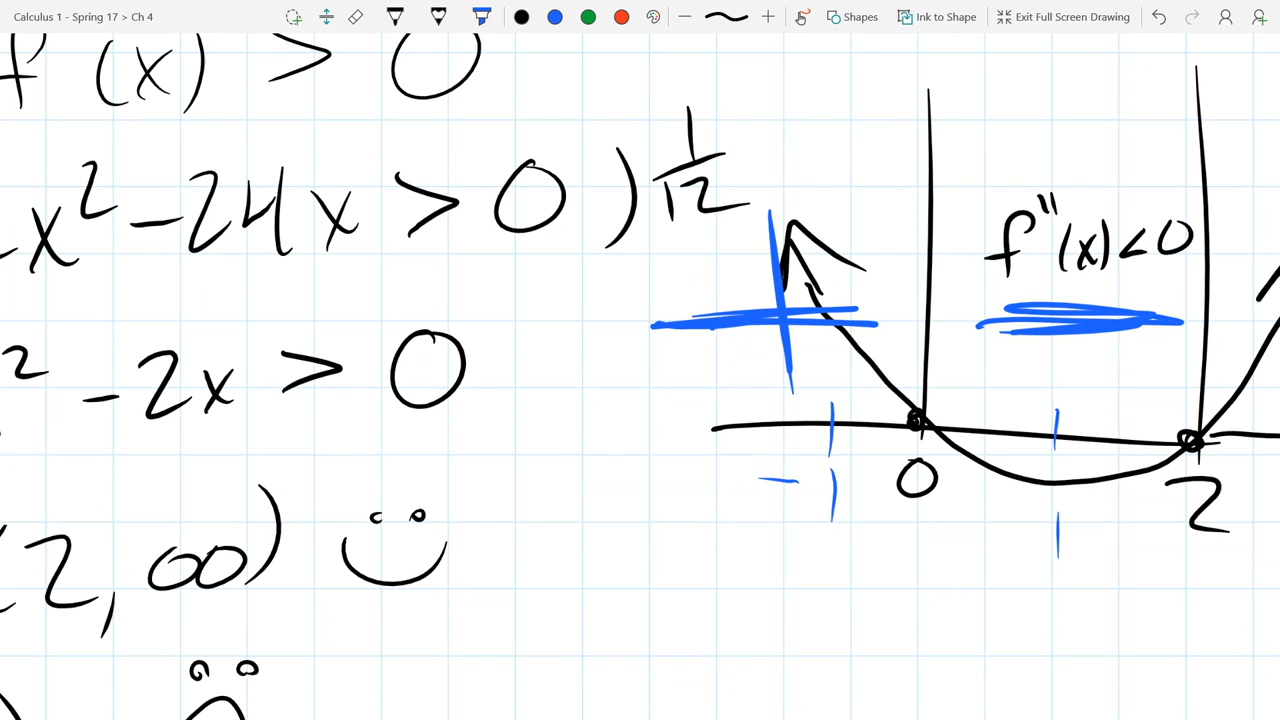 Calculus 1 - Spring 17 > Ch 4
Shapes
Ink to Shape
Exit Full Screen Drawing
f'(x) > 0
x² - 24x > 0 ) 1/12
² - 2x > 0
2, ∞)
f''(x) < 0
-1
0
1
2